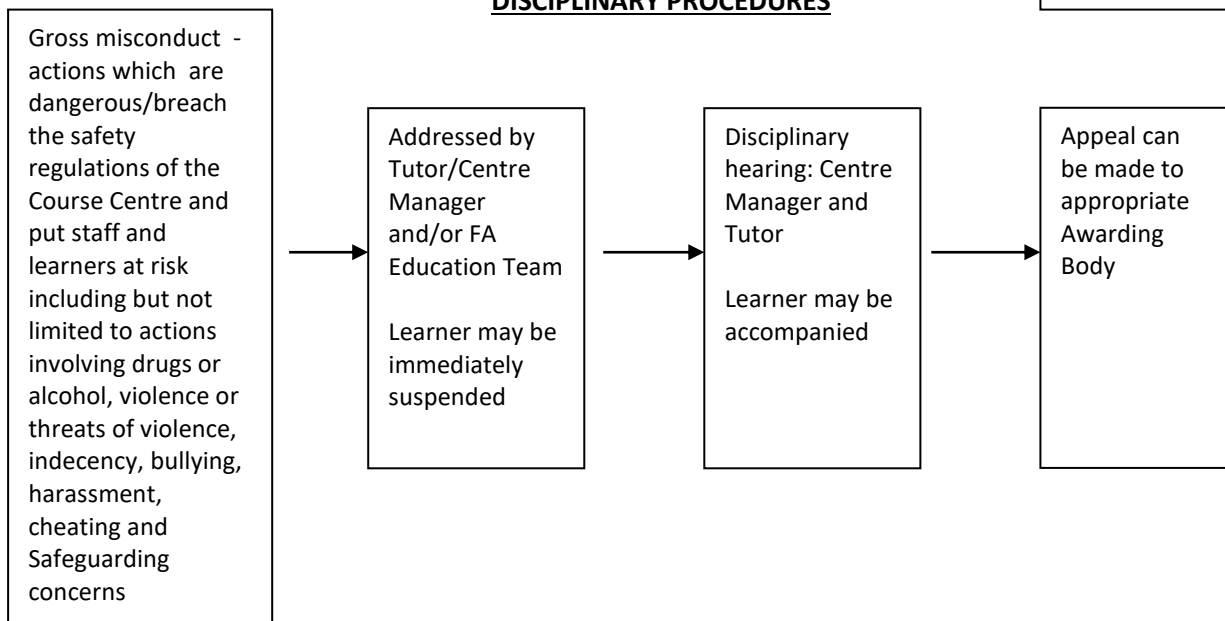 DISCIPLINARY PROCEDURES
Gross misconduct -
actions which are
dangerous/breach
the safety
regulations of the
Course Centre and
put staff and
learners at risk
including but not
limited to actions
involving drugs or
alcohol, violence or
threats of violence,
indecency, bullying,
harassment,
cheating and
Safeguarding
concerns
Addressed by
Tutor/Centre
Manager
and/or FA
Education Team
Learner may be
immediately
suspended
Disciplinary
hearing: Centre
Manager and
Tutor
Learner may be
accompanied
Appeal can
be made to
appropriate
Awarding
Body